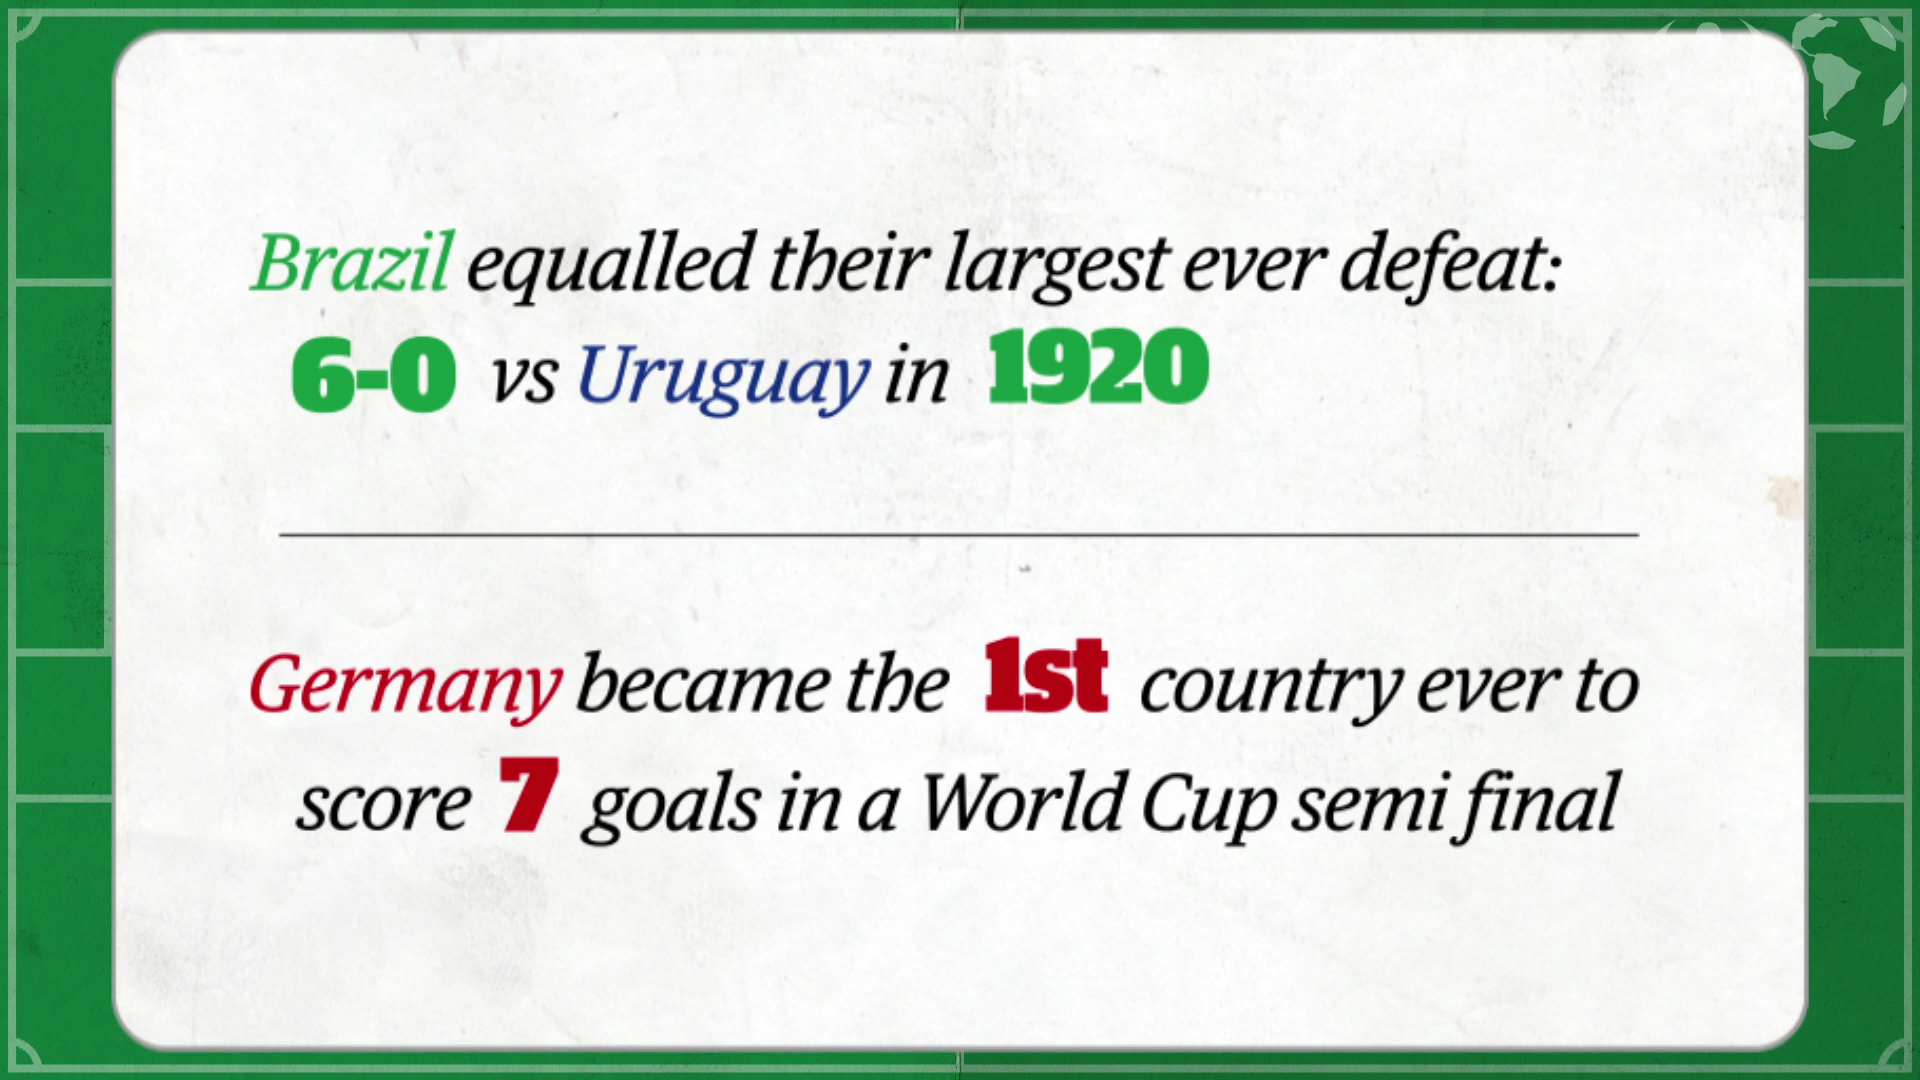 Brazil equalled their largest ever defeat:
6-0 vs Uruguay in 1920
Germany became the 1st country ever to
score 7 goals in a World Cup semi final